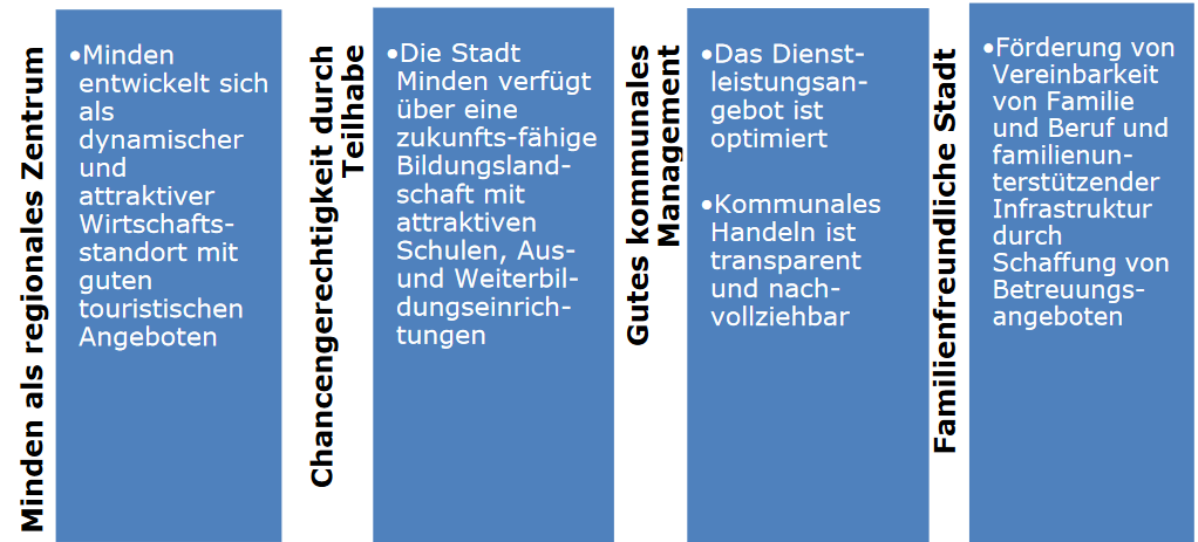 Minden als regionales Zentrum
•Minden
entwickelt sich
als
dynamischer
und
attraktiver
Wirtschafts-
standort mit
guten
touristischen
Angeboten
Chancengerechtigkeit durch
Teilhabe
•Die Stadt
Minden verfügt
über eine
zukunfts-fähige
Bildungsland-
schaft mit
attraktiven
Schulen, Aus-
und Weiterbil-
dungseinrich-
tungen
Gutes kommunales
Management
•Das Dienst-
leistungsan-
gebot ist
optimiert
•Kommunales
Handeln ist
transparent
und nach-
vollziehbar
Familienfreundliche Stadt
•Förderung von
Vereinbarkeit
von Familie
und Beruf und
familienun-
terstützender
Infrastruktur
durch
Schaffung von
Betreuungs-
angeboten